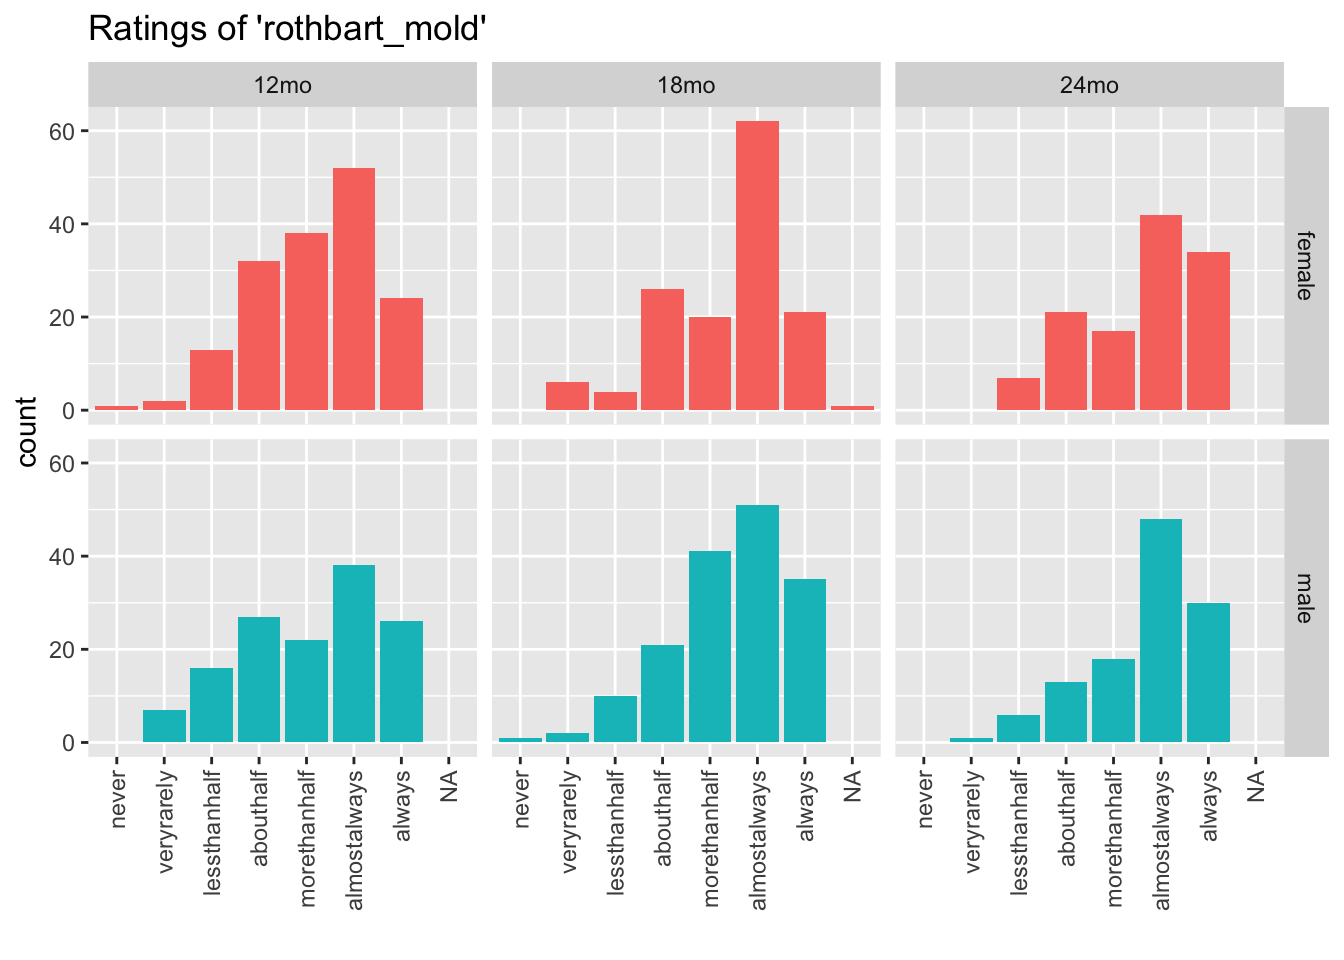 Ratings of 'rothbart_mold'
12mo 18mo 24mo
60
40
20
0
female
count
60
40
20
0
male
never veryrarely lessthanhalf abouthalf morethanhalf almostalways always NA never veryrarely lessthanhalf abouthalf morethanhalf almostalways always NA never veryrarely lessthanhalf abouthalf morethanhalf almostalways always NA